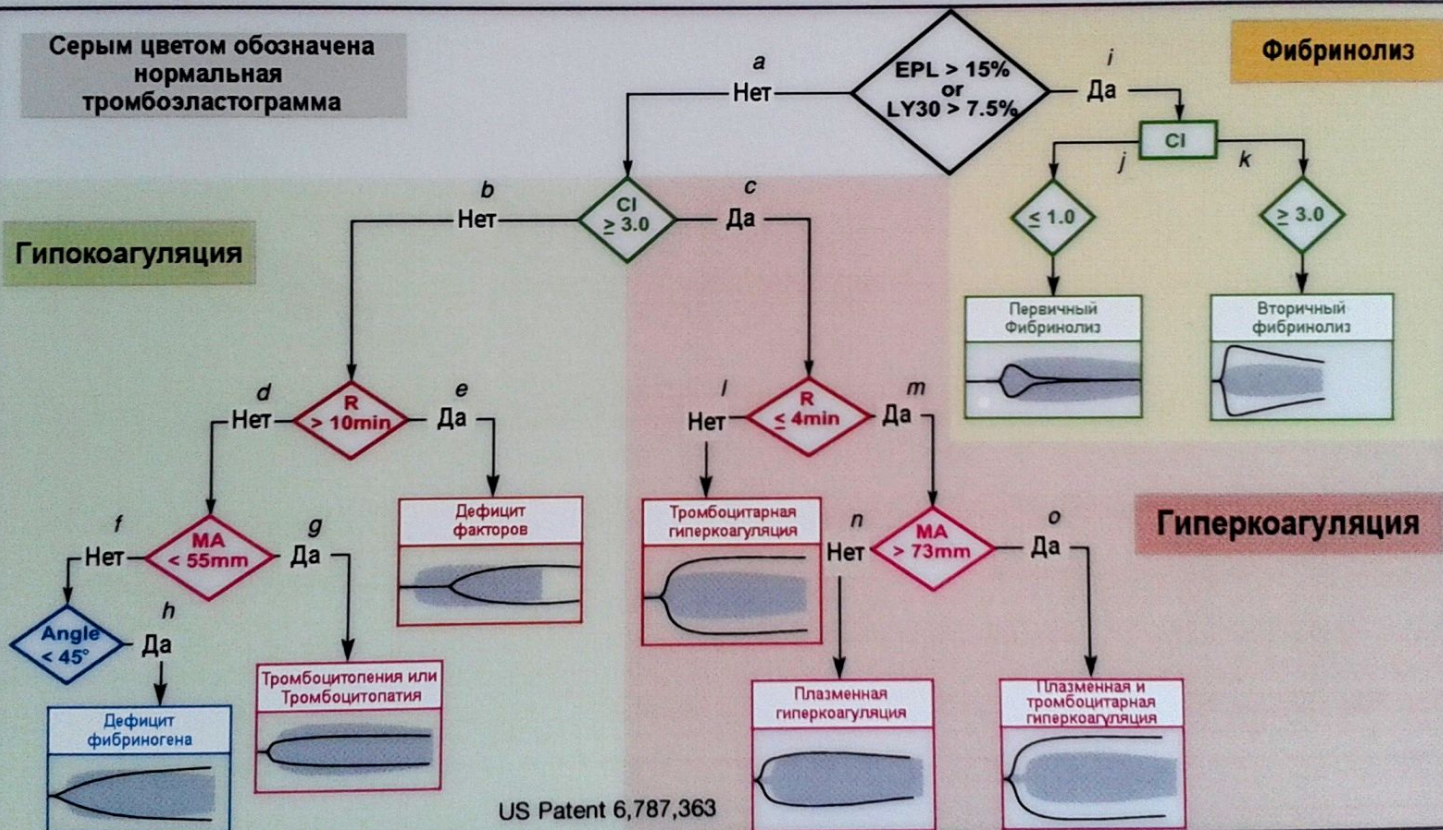 Серым цветом обозначена
нормальная
тромбоэластограмма
a
Нет
EPL > 15%
or
LY30 > 7.5%
i
Да
Фибринолиз
CI
j
k
≤ 1.0
≥ 3.0
Первичный
Фибринолиз
Вторичный
фибринолиз
b
Нет
CI
≥ 3.0
c
Да
Гипокоагуляция
d
Нет
R
> 10min
e
Да
l
Нет
R
≤ 4min
m
Да
Дефицит
факторов
Тромбоцитарная
гиперкоагуляция
Гиперкоагуляция
f
Нет
MA
< 55mm
g
Да
n
Нет
MA
> 73mm
o
Да
Angle
< 45°
h
Да
Тромбоцитопения или
Тромбоцитопатия
Дефицит
фибриногена
Плазменная
гиперкоагуляция
Плазменная и
тромбоцитарная
гиперкоагуляция
US Patent 6,787,363